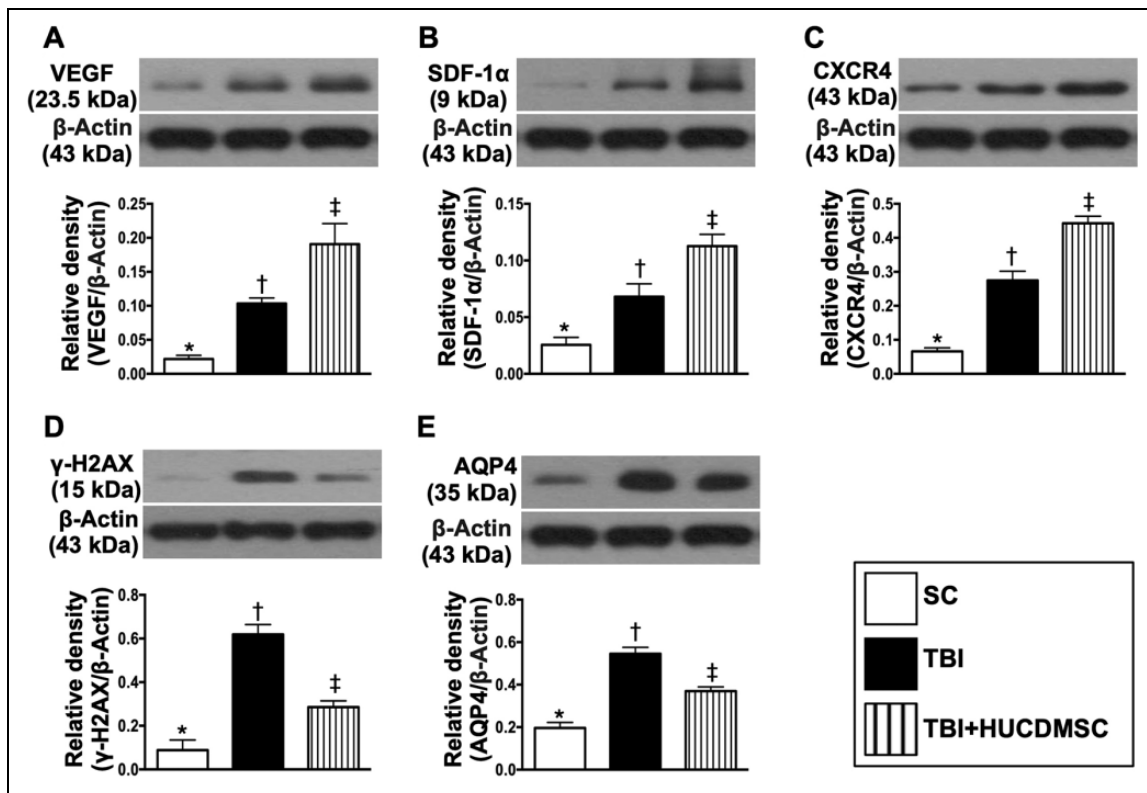 A
VEGF
(23.5 kDa)
β-Actin
(43 kDa)
Relative density
(VEGF/β-Actin)
0.25
0.20
0.15
0.10
0.05
0.00
*
†
‡
B
SDF-1α
(9 kDa)
β-Actin
(43 kDa)
Relative density
(SDF-1α/β-Actin)
0.15
0.10
0.05
0.00
*
†
‡
C
CXCR4
(43 kDa)
β-Actin
(43 kDa)
Relative density
(CXCR4/β-Actin)
0.5
0.4
0.3
0.2
0.1
0.0
*
†
‡
D
γ-H2AX
(15 kDa)
β-Actin
(43 kDa)
Relative density
(γ-H2AX/β-Actin)
0.8
0.6
0.4
0.2
0.0
*
†
‡
E
AQP4
(35 kDa)
β-Actin
(43 kDa)
Relative density
(AQP4/β-Actin)
0.8
0.6
0.4
0.2
0.0
*
†
‡
SC
TBI
TBI+HUCDMSC